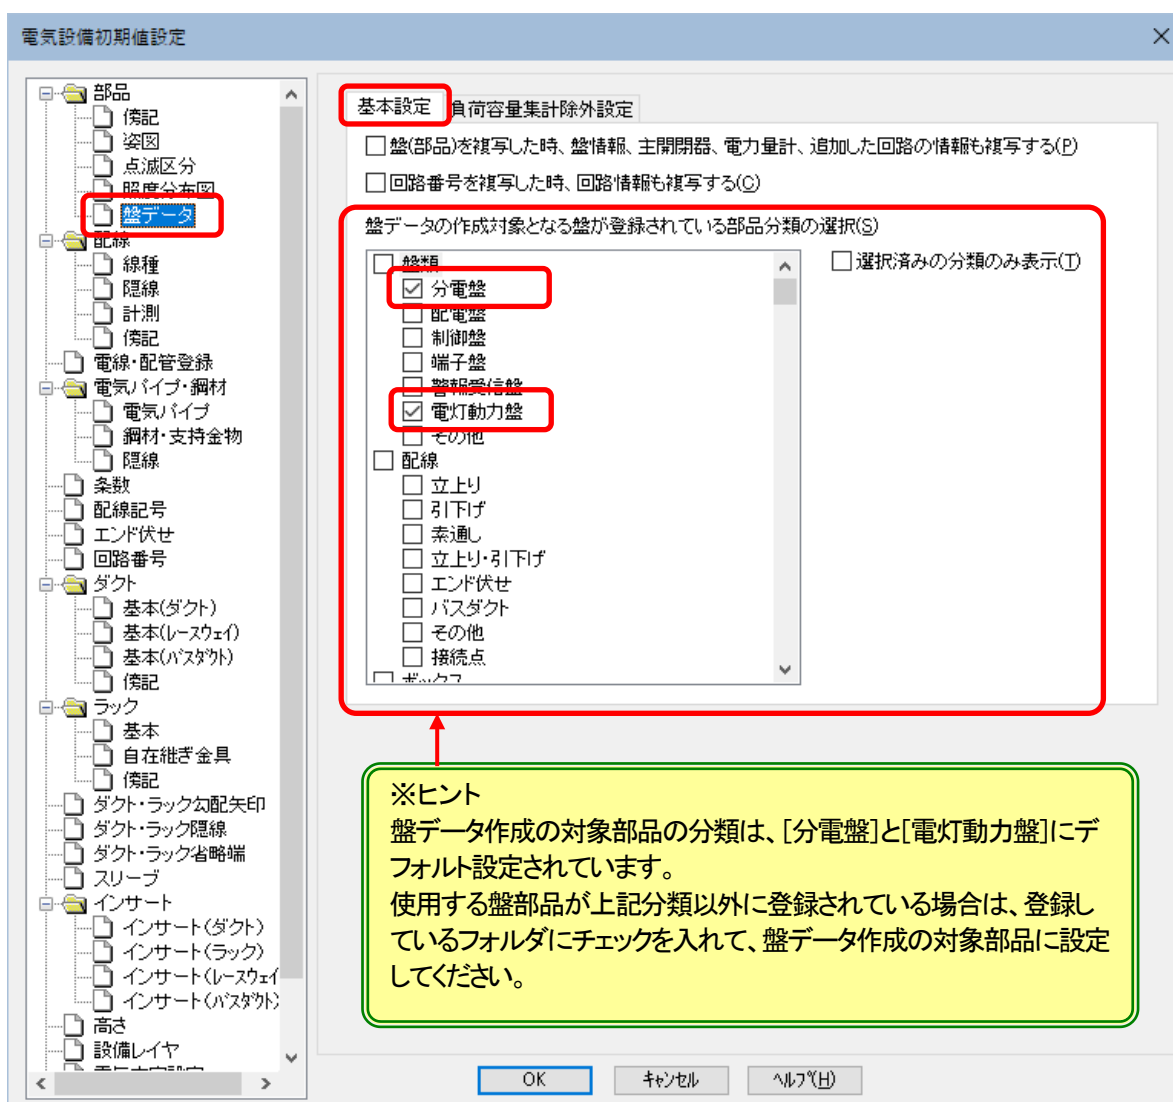 電気設備初期値設定
部品
傍記
姿図
点滅区分
照度分布図
盤データ
配線
線種
隠線
計測
傍記
電線・配管登録
電気パイプ・鋼材
電気パイプ
鋼材・支持金物
隠線
条数
配線記号
エンド伏せ
回路番号
ダクト
基本(ダクト)
基本(レースウェイ)
基本(バスダクト)
傍記
ラック
基本
自在継ぎ金具
傍記
ダクト・ラック勾配矢印
ダクト・ラック隠線
ダクト・ラック省略端
スリーブ
インサート
インサート(ダクト)
インサート(ラック)
インサート(レースウェイ
インサート(バスダクト)
高さ
設備レイヤ
基本設定
負荷容量集計除外設定
盤(部品)を複写した時、盤情報、主開閉器、電力量計、追加した回路の情報も複写する(P)
回路番号を複写した時、回路情報も複写する(C)
盤データの作成対象となる盤が登録されている部品分類の選択(S)
盤類
分電盤
配電盤
制御盤
端子盤
警報受信盤
電灯動力盤
その他
配線
立上り
引下げ
素通し
立上り・引下げ
エンド伏せ
バスダクト
その他
接続点
ボックス
選択済みの分類のみ表示(T)
※ヒント
盤データ作成の対象部品の分類は、[分電盤]と[電灯動力盤]にデ
フォルト設定されています。
使用する盤部品が上記分類以外に登録されている場合は、登録し
ているフォルダにチェックを入れて、盤データ作成の対象部品に設定
してください。
OK
キャンセル
ヘルプ(H)